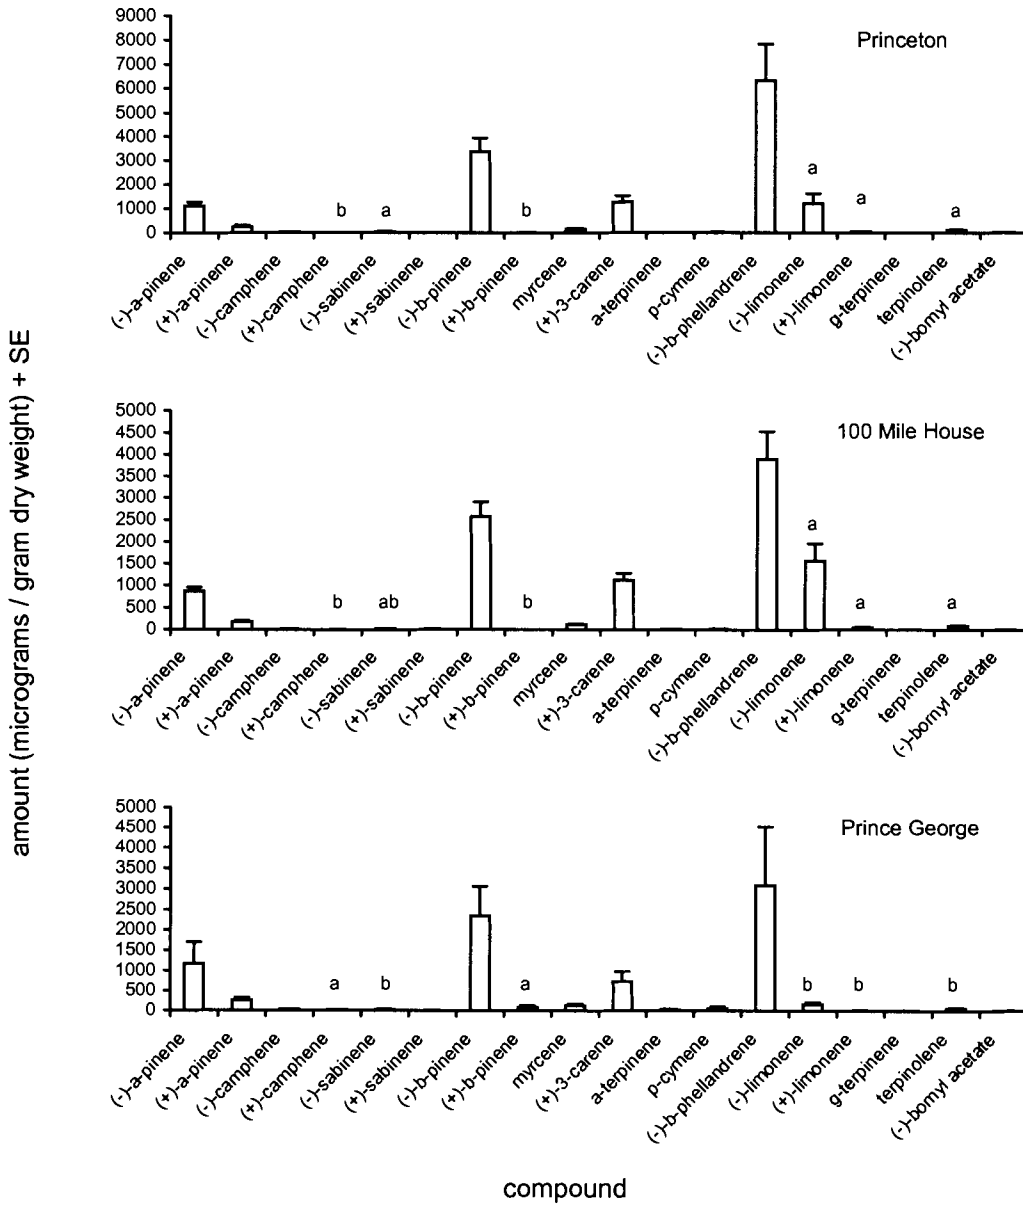 amount (micrograms / gram dry weight) + SE
Princeton
9000
8000
7000
6000
5000
4000
3000
2000
1000
0
b
a
b
a
a
a
(-)-a-pinene
(+)-a-pinene
(-)-camphene
(+)-camphene
(-)-sabinene
(+)-sabinene
(-)-b-pinene
(+)-b-pinene
myrcene
(+)-3-carene
a-terpinene
p-cymene
(-)-b-phellandrene
(-)-limonene
(+)-limonene
g-terpinene
terpinolene
(-)-bornyl acetate
100 Mile House
5000
4500
4000
3500
3000
2500
2000
1500
1000
500
0
b
ab
b
a
a
a
(-)-a-pinene
(+)-a-pinene
(-)-camphene
(+)-camphene
(-)-sabinene
(+)-sabinene
(-)-b-pinene
(+)-b-pinene
myrcene
(+)-3-carene
a-terpinene
p-cymene
(-)-b-phellandrene
(-)-limonene
(+)-limonene
g-terpinene
terpinolene
(-)-bornyl acetate
Prince George
5000
4500
4000
3500
3000
2500
2000
1500
1000
500
0
a
b
a
b
b
b
(-)-a-pinene
(+)-a-pinene
(-)-camphene
(+)-camphene
(-)-sabinene
(+)-sabinene
(-)-b-pinene
(+)-b-pinene
myrcene
(+)-3-carene
a-terpinene
p-cymene
(-)-b-phellandrene
(-)-limonene
(+)-limonene
g-terpinene
terpinolene
(-)-bornyl acetate
compound